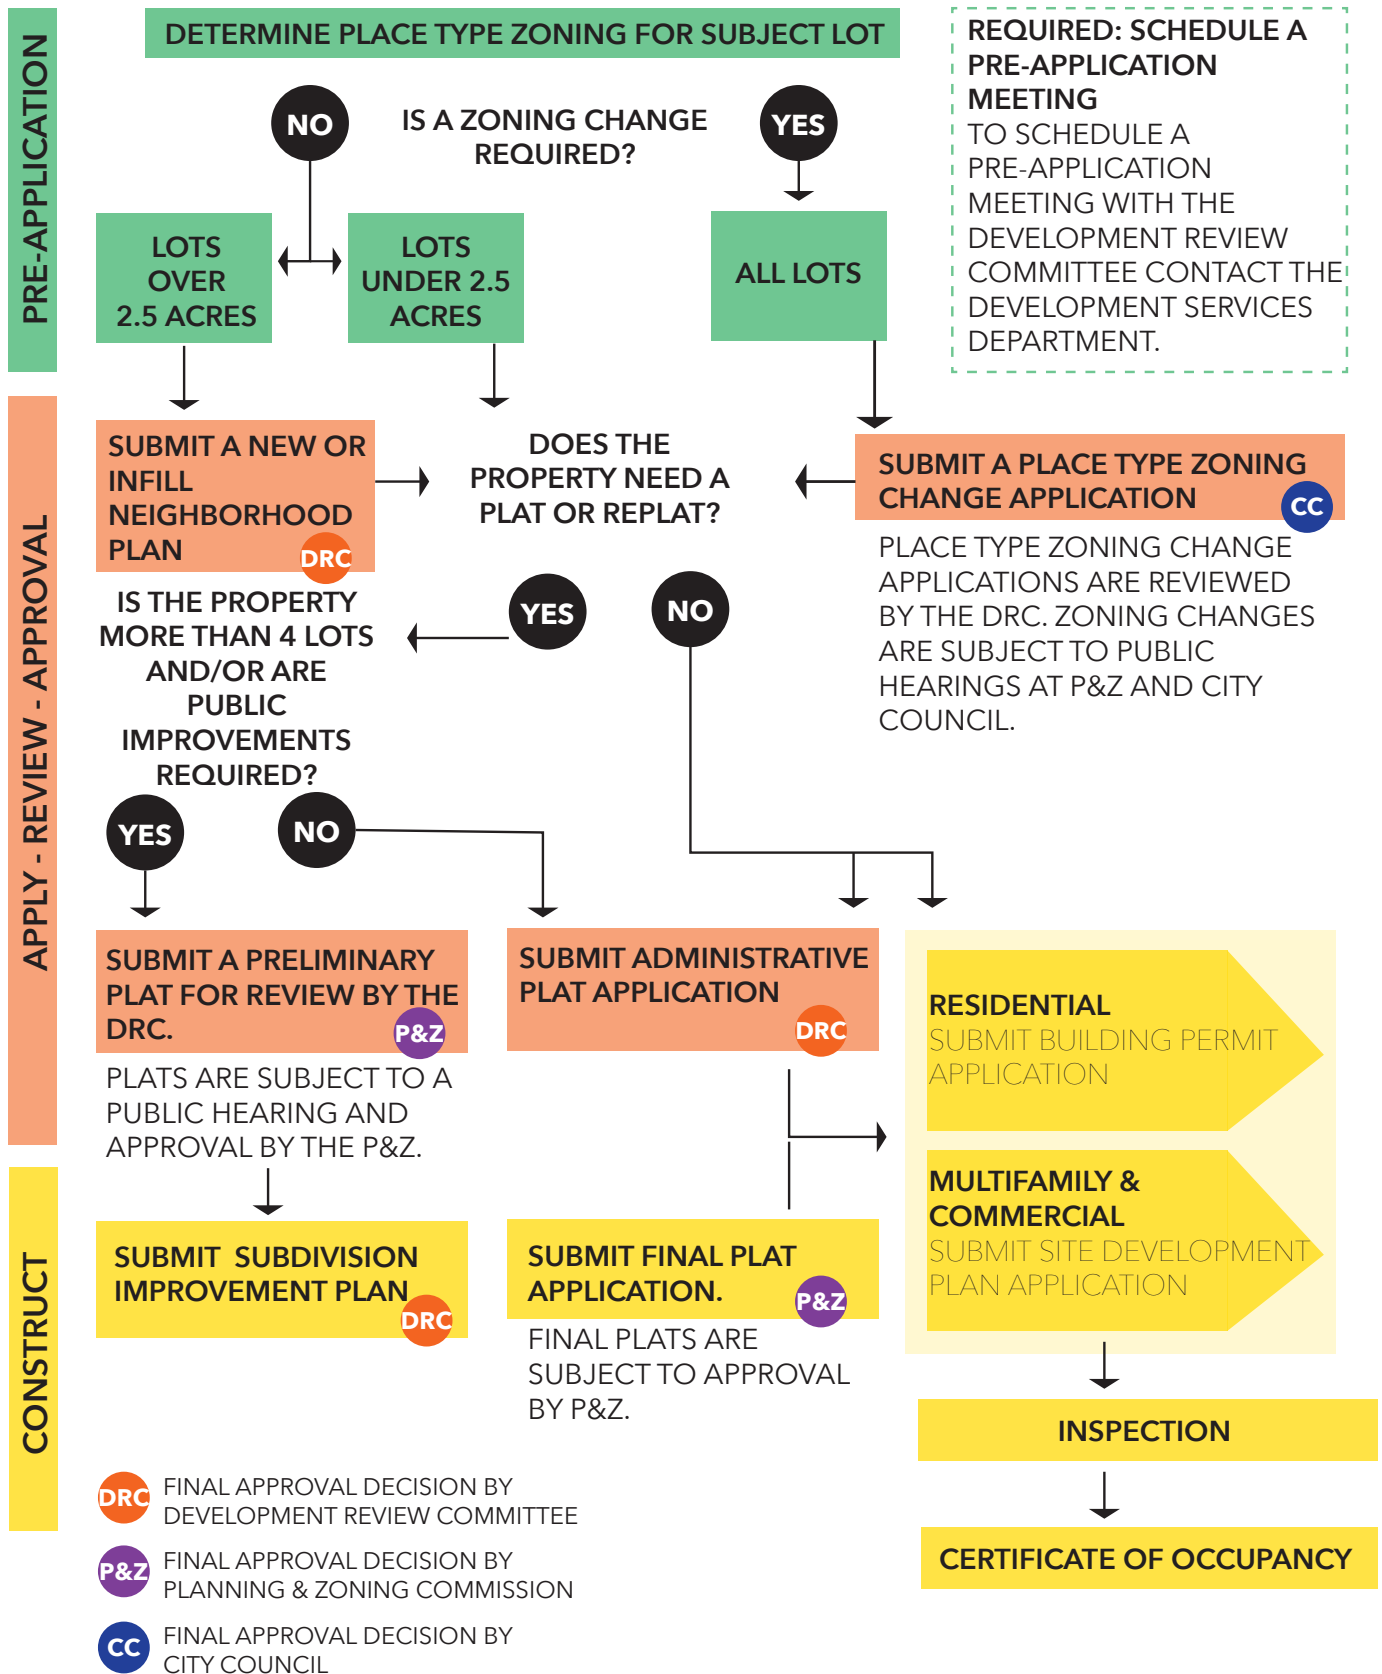 PRE-APPLICATION
DETERMINE PLACE TYPE ZONING FOR SUBJECT LOT
NO
IS A ZONING CHANGE
REQUIRED?
YES
REQUIRED: SCHEDULE A
PRE-APPLICATION
MEETING
TO SCHEDULE A
PRE-APPLICATION
MEETING WITH THE
DEVELOPMENT REVIEW
COMMITTEE CONTACT THE
DEVELOPMENT SERVICES
DEPARTMENT.
LOTS
OVER
2.5 ACRES
LOTS
UNDER 2.5
ACRES
ALL LOTS
APPLY - REVIEW - APPROVAL
SUBMIT A NEW OR
INFILL
NEIGHBORHOOD
PLAN
DRC
DOES THE
PROPERTY NEED A
PLAT OR REPLAT?
SUBMIT A PLACE TYPE ZONING
CHANGE APPLICATION
CC
PLACE TYPE ZONING CHANGE
APPLICATIONS ARE REVIEWED
BY THE DRC. ZONING CHANGES
ARE SUBJECT TO PUBLIC
HEARINGS AT P&Z AND CITY
COUNCIL.
YES
NO
IS THE PROPERTY
MORE THAN 4 LOTS
AND/OR ARE
PUBLIC
IMPROVEMENTS
REQUIRED?
YES
NO
SUBMIT A PRELIMINARY
PLAT FOR REVIEW BY THE
DRC.
P&Z
PLATS ARE SUBJECT TO A
PUBLIC HEARING AND
APPROVAL BY THE P&Z.
SUBMIT ADMINISTRATIVE
PLAT APPLICATION
DRC
RESIDENTIAL
SUBMIT BUILDING PERMIT
APPLICATION
MULTIFAMILY &
COMMERCIAL
SUBMIT SITE DEVELOPMENT
PLAN APPLICATION
CONSTRUCT
SUBMIT SUBDIVISION
IMPROVEMENT PLAN
DRC
SUBMIT FINAL PLAT
APPLICATION.
P&Z
FINAL PLATS ARE
SUBJECT TO APPROVAL
BY P&Z.
INSPECTION
CERTIFICATE OF OCCUPANCY
DRC
FINAL APPROVAL DECISION BY
DEVELOPMENT REVIEW COMMITTEE
P&Z
FINAL APPROVAL DECISION BY
PLANNING & ZONING COMMISSION
CC
FINAL APPROVAL DECISION BY
CITY COUNCIL